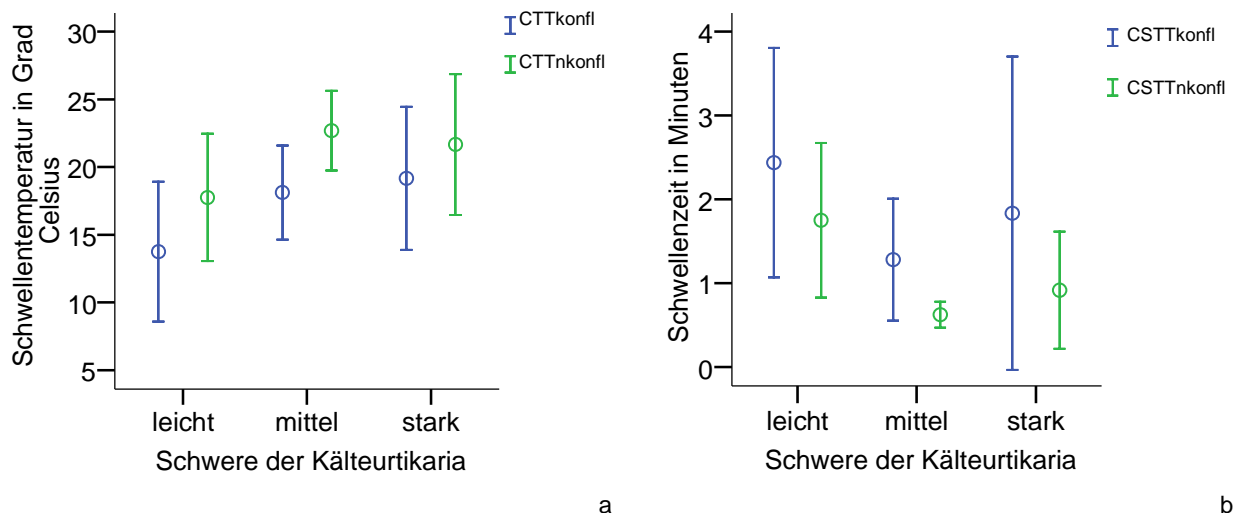 Schwellentemperatur in Grad
Celsius
30
25
20
15
10
5
leicht mittel stark
Schwere der Kälteurtikaria
CTTkonfl
CTTnkonfl
a
Schwellenzeit in Minuten
4
3
2
1
0
leicht mittel stark
Schwere der Kälteurtikaria
CSTTkonfl
CSTTnkonfl
b